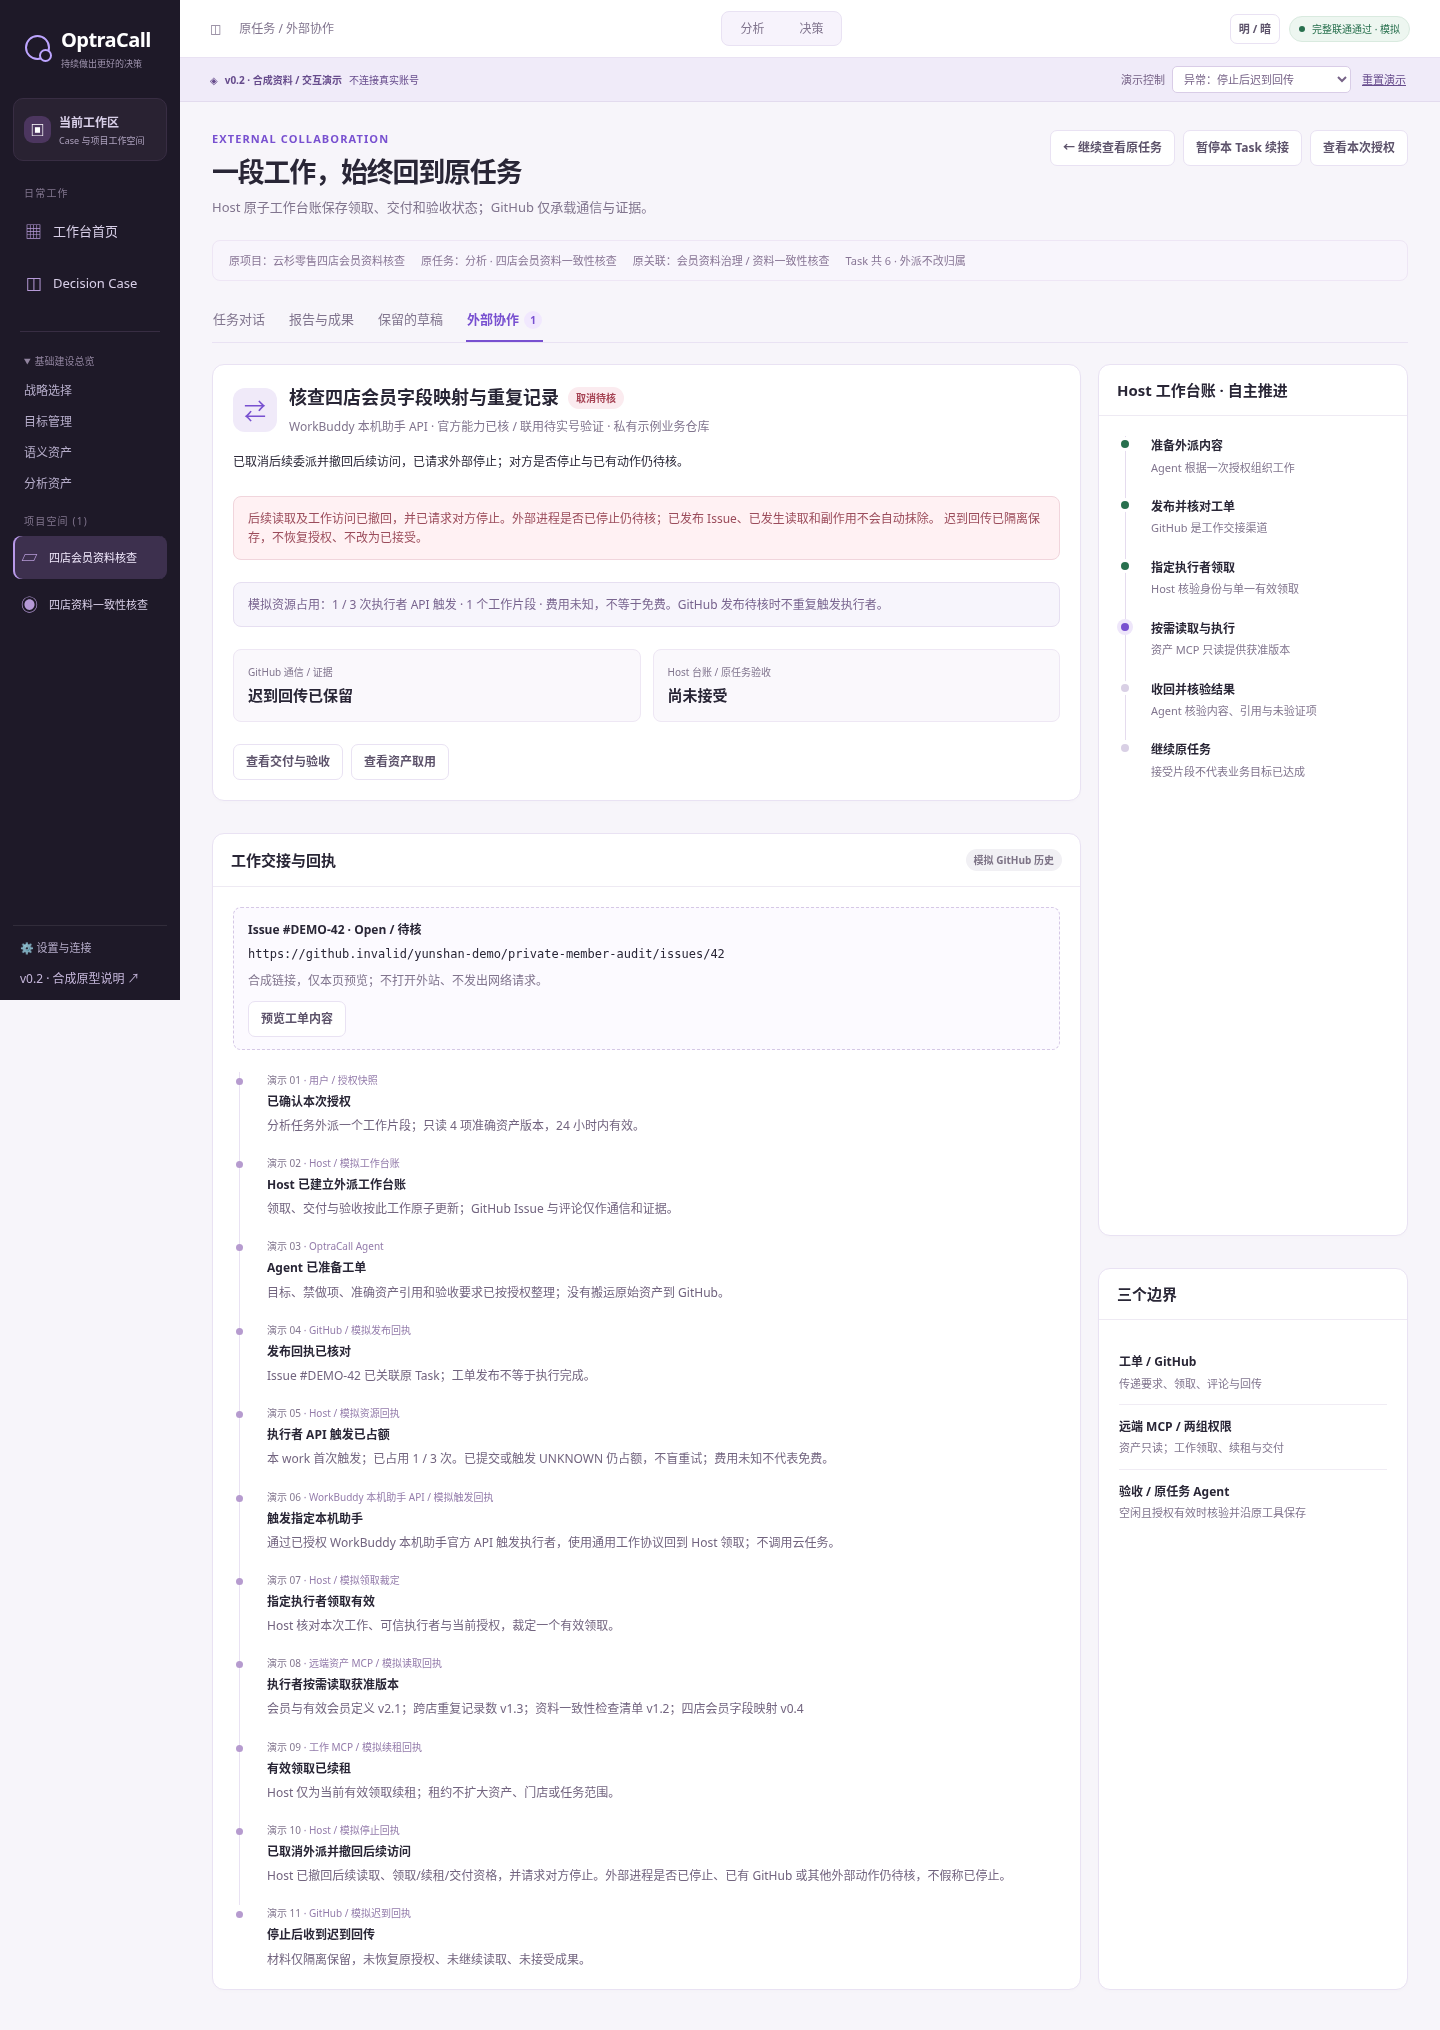 OptraCall
持续做出更好的决策
当前工作区
Case 与项目工作空间
日常工作
工作台首页
Decision Case
▼ 基础建设总览
战略选择
目标管理
语义资产
分析资产
项目空间 (1)
四店会员资料核查
四店资料一致性核查
⚙️ 设置与连接
v0.2 · 合成原型说明 ↗
原任务 / 外部协作
分析
决策
明 / 暗
完整联通通过 · 模拟
◈ v0.2 · 合成资料 / 交互演示 不连接真实账号
演示控制
异常：停止后迟到回传
重置演示
EXTERNAL COLLABORATION
一段工作，始终回到原任务
Host 原子工作台账保存领取、交付和验收状态；GitHub 仅承载通信与证据。
← 继续查看原任务
暂停本 Task 续接
查看本次授权
原项目：云杉零售四店会员资料核查
原任务：分析 · 四店会员资料一致性核查
原关联：会员资料治理 / 资料一致性核查
Task 共 6 · 外派不改归属
任务对话
报告与成果
保留的草稿
外部协作 1
核查四店会员字段映射与重复记录 取消待核
WorkBuddy 本机助手 API · 官方能力已核 / 联用待实号验证 · 私有示例业务仓库
已取消后续委派并撤回后续访问，已请求外部停止；对方是否停止与已有动作仍待核。
后续读取及工作访问已撤回，并已请求对方停止。外部进程是否已停止仍待核；已发布 Issue、已发生读取和副作用不会自动抹除。 迟到回传已隔离保
存，不恢复授权、不改为已接受。
模拟资源占用：1 / 3 次执行者 API 触发 · 1 个工作片段 · 费用未知，不等于免费。GitHub 发布待核时不重复触发执行者。
GitHub 通信 / 证据
迟到回传已保留
Host 台账 / 原任务验收
尚未接受
查看交付与验收
查看资产取用
Host 工作台账 · 自主推进
准备外派内容
Agent 根据一次授权组织工作
发布并核对工单
GitHub 是工作交接渠道
指定执行者领取
Host 核验身份与单一有效领取
按需读取与执行
资产 MCP 只读提供获准版本
收回并核验结果
Agent 核验内容、引用与未验证项
继续原任务
接受片段不代表业务目标已达成
工作交接与回执
模拟 GitHub 历史
Issue #DEMO-42 · Open / 待核
https://github.invalid/yunshan-demo/private-member-audit/issues/42
合成链接，仅本页预览；不打开外站、不发出网络请求。
预览工单内容
演示 01 · 用户 / 授权快照
已确认本次授权
分析任务外派一个工作片段；只读 4 项准确资产版本，24 小时内有效。
演示 02 · Host / 模拟工作台账
Host 已建立外派工作台账
领取、交付与验收按此工作原子更新；GitHub Issue 与评论仅作通信和证据。
演示 03 · OptraCall Agent
Agent 已准备工单
目标、禁做项、准确资产引用和验收要求已按授权整理；没有搬运原始资产到 GitHub。
演示 04 · GitHub / 模拟发布回执
发布回执已核对
Issue #DEMO-42 已关联原 Task；工单发布不等于执行完成。
演示 05 · Host / 模拟资源回执
执行者 API 触发已占额
本 work 首次触发；已占用 1 / 3 次。已提交或触发 UNKNOWN 仍占额，不盲重试；费用未知不代表免费。
演示 06 · WorkBuddy 本机助手 API / 模拟触发回执
触发指定本机助手
通过已授权 WorkBuddy 本机助手官方 API 触发执行者，使用通用工作协议回到 Host 领取；不调用云任务。
演示 07 · Host / 模拟领取裁定
指定执行者领取有效
Host 核对本次工作、可信执行者与当前授权，裁定一个有效领取。
演示 08 · 远端资产 MCP / 模拟读取回执
执行者按需读取获准版本
会员与有效会员定义 v2.1；跨店重复记录数 v1.3；资料一致性检查清单 v1.2；四店会员字段映射 v0.4
演示 09 · 工作 MCP / 模拟续租回执
有效领取已续租
Host 仅为当前有效领取续租；租约不扩大资产、门店或任务范围。
演示 10 · Host / 模拟停止回执
已取消外派并撤回后续访问
Host 已撤回后续读取、领取/续租/交付资格，并请求对方停止。外部进程是否已停止、已有 GitHub 或其他外部动作仍待核，不假称已停止。
演示 11 · GitHub / 模拟迟到回执
停止后收到迟到回传
材料仅隔离保留，未恢复原授权、未继续读取、未接受成果。
三个边界
工单 / GitHub
传递要求、领取、评论与回传
远端 MCP / 两组权限
资产只读；工作领取、续租与交付
验收 / 原任务 Agent
空闲且授权有效时核验并沿原工具保存